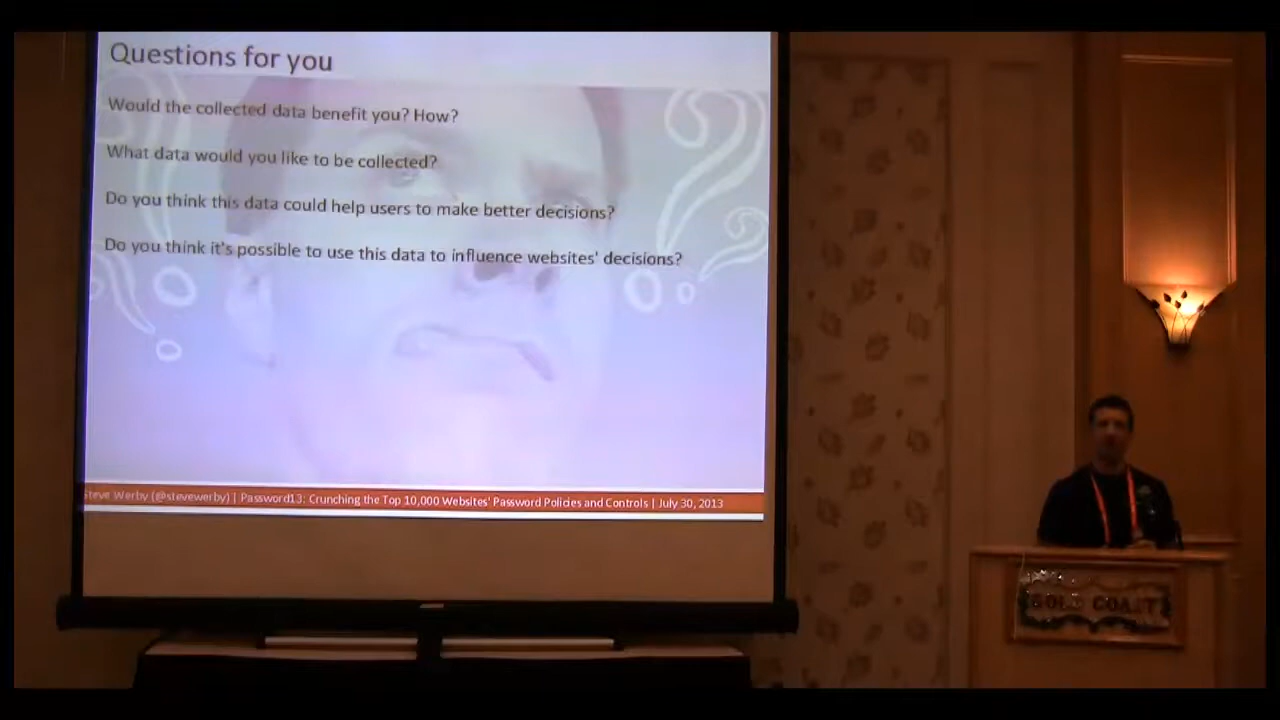 Questions for you
Would the collected data benefit you? How?
What data would you like to be collected?
Do you think this data could help users to make better decisions?
Do you think it's possible to use this data to influence websites' decisions?
Steve Werby (@stevewerby) | Password13: Crunching the Top 10,000 Websites' Password Policies and Controls | July 30, 2013
GOLD COAST